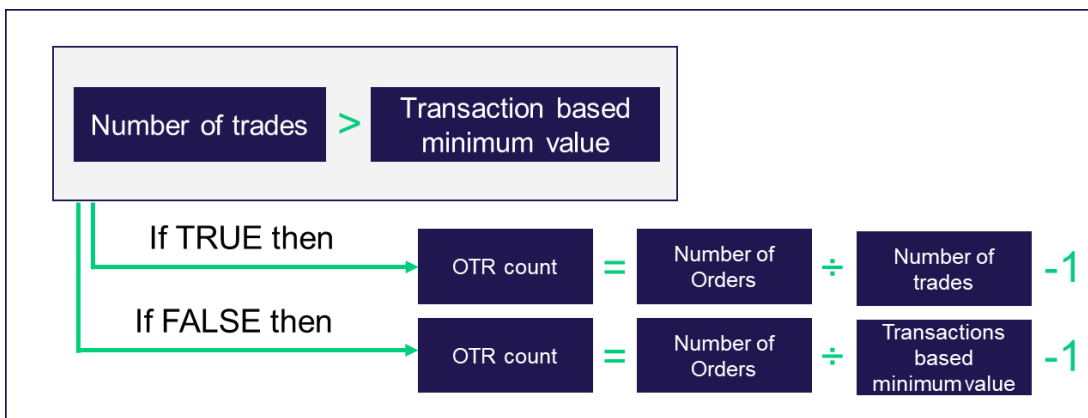 Number of trades > Transaction based
minimum value
If TRUE then
OTR count = Number of
Orders ÷ Number of
trades -1
If FALSE then
OTR count = Number of
Orders ÷ Transactions
based
minimum value -1